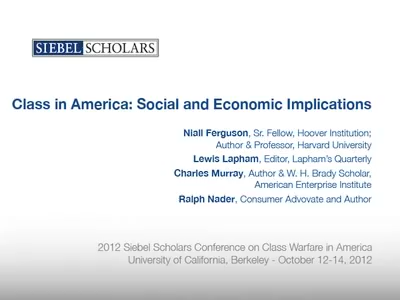 SIEBEL SCHOLARS
Class in America: Social and Economic Implications
Niall Ferguson, Sr. Fellow, Hoover Institution;
Author & Professor, Harvard University
Lewis Lapham, Editor, Lapham's Quarterly
Charles Murray, Author & W. H. Brady Scholar,
American Enterprise Institute
Ralph Nader, Consumer Advovate and Author
2012 Siebel Scholars Conference on Class Warfare in America
University of California, Berkeley - October 12-14, 2012